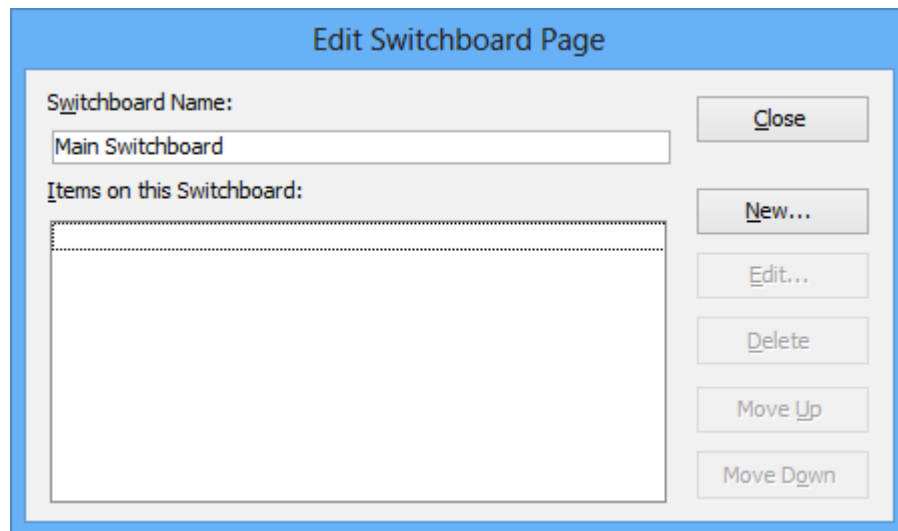 Edit Switchboard Page
Switchboard Name:
Close
Main Switchboard
Items on this Switchboard:
New...
Edit...
Delete
Move Up
Move Down